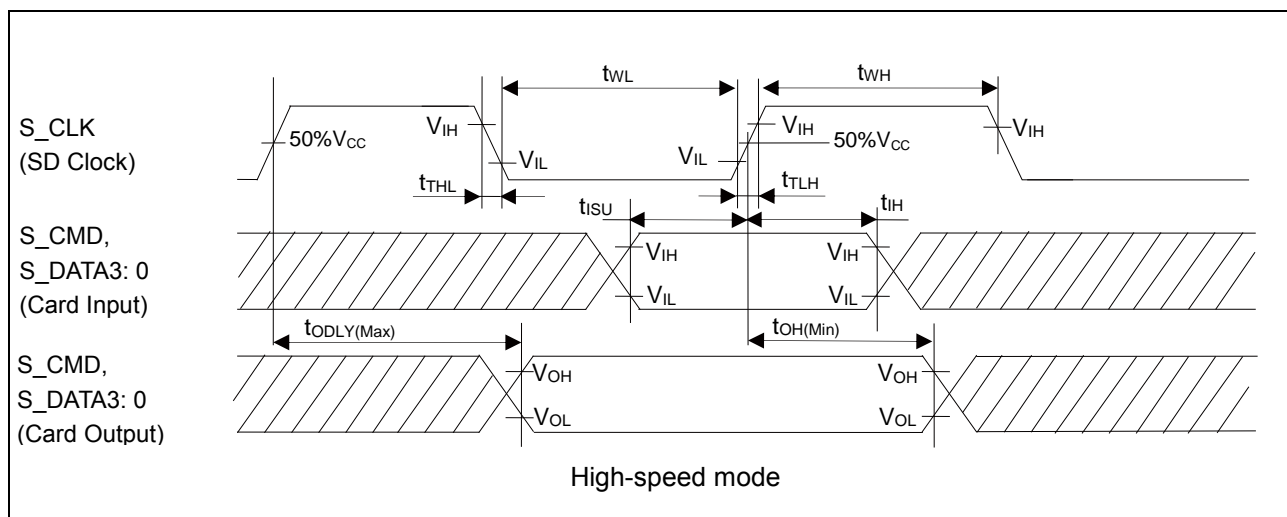 tWL
tWH
S_CLK
(SD Clock)
50%VCC
VIH
VIL
VIL
VIH
50%VCC
VIH
tTHL
tTLH
tISU
tIH
S_CMD,
S_DATA3: 0
(Card Input)
VIH
VIL
VIH
VIL
tODLY(Max)
tOH(Min)
S_CMD,
S_DATA3: 0
(Card Output)
VOH
VOL
VOH
VOL
High-speed mode